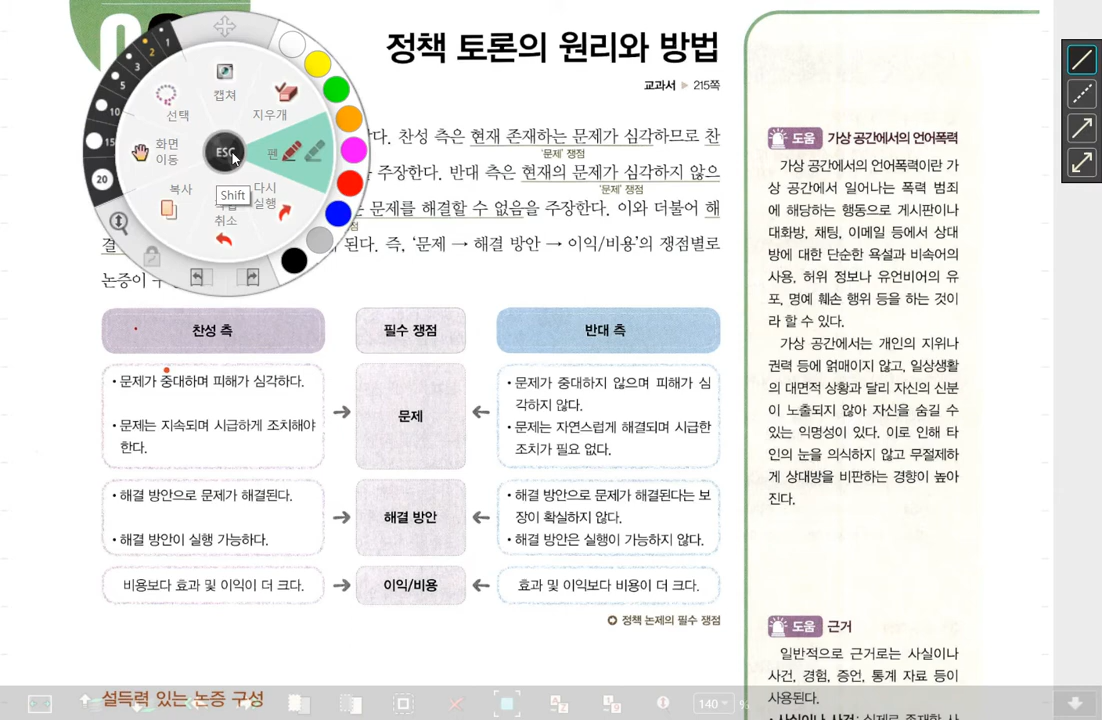 정책 토론의 원리와 방법
교과서 ▶ 215쪽
다. 찬성 측은 현재 존재하는 문제가 심각하므로 찬
'문제' 쟁점
주장한다. 반대 측은 현재의 문제가 심각하지 않으
'문제' 쟁점
문제를 해결할 수 없음을 주장한다. 이와 더불어 해
점
결 된다. 즉, '문제 → 해결 방안 → 이익/비용'의 쟁점별로
논증이
1
2
3
5
10
15
20
캡쳐
선택
지우개
화면
이동
ESC
펜
복사
Shift
다시
실행
취소
찬성 측
필수 쟁점
반대 측
• 문제가 중대하며 피해가 심각하다.
• 문제는 지속되며 시급하게 조치해야
한다.
문제
• 문제가 중대하지 않으며 피해가 심
각하지 않다.
• 문제는 자연스럽게 해결되며 시급한
조치가 필요 없다.
• 해결 방안으로 문제가 해결된다.
• 해결 방안이 실행 가능하다.
해결 방안
• 해결 방안으로 문제가 해결된다는 보
장이 확실하지 않다.
• 해결 방안은 실행이 가능하지 않다.
비용보다 효과 및 이익이 더 크다.
이익/비용
효과 및 이익보다 비용이 더 크다.
정책 논제의 필수 쟁점
설득력 있는 논증 구성
도움 가상 공간에서의 언어폭력
가상 공간에서의 언어폭력이란 가
상 공간에서 일어나는 폭력 범죄
에 해당하는 행동으로 게시판이나
대화방, 채팅, 이메일 등에서 상대
방에 대한 단순한 욕설과 비속어의
사용, 허위 정보나 유언비어의 유
포, 명예 훼손 행위 등을 하는 것이
라 할 수 있다.
가상 공간에서는 개인의 지위나
권력 등에 얽매이지 않고, 일상생활
의 대면적 상황과 달리 자신의 신분
이 노출되지 않아 자신을 숨길 수
있는 익명성이 있다. 이로 인해 타
인의 눈을 의식하지 않고 무절제하
게 상대방을 비판하는 경향이 높아
진다.
도움 근거
일반적으로 근거로는 사실이나
사건, 경험, 증언, 통계 자료 등이
사용된다.
140
%